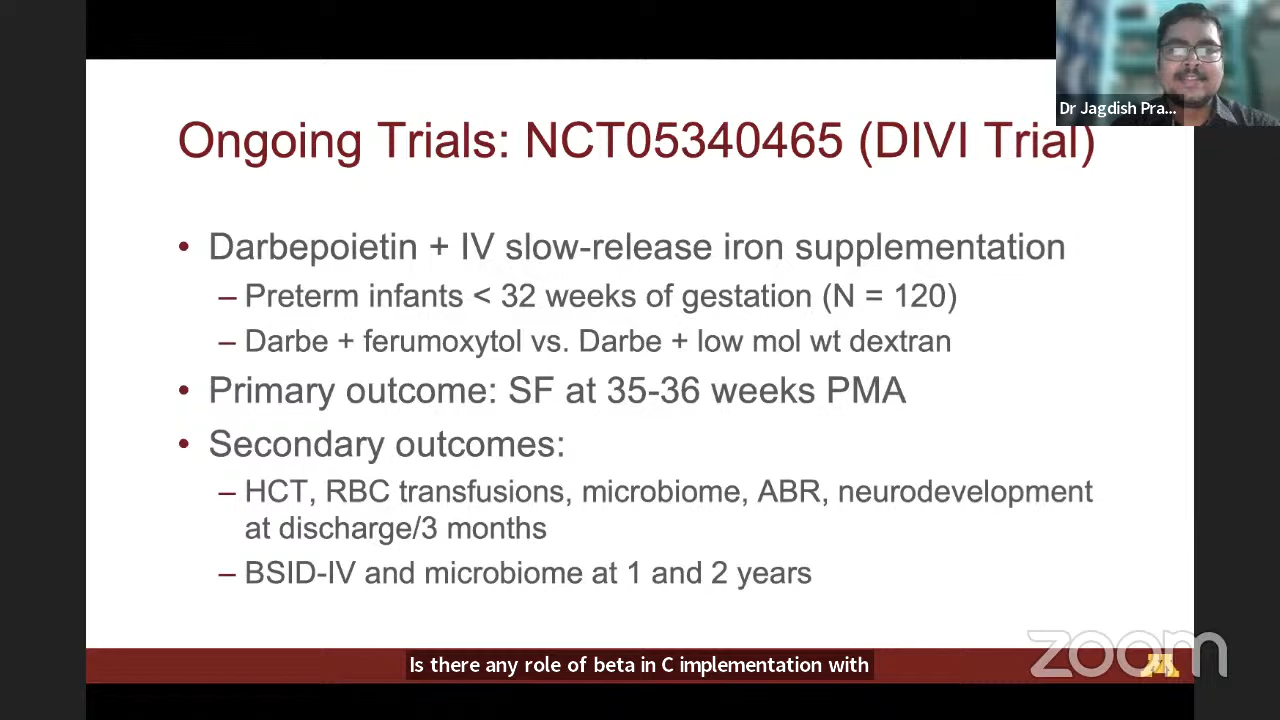 Dr Jagdish Pra...
Ongoing Trials: NCT05340465 (DIVI Trial)
• Darbepoietin + IV slow-release iron supplementation
– Preterm infants < 32 weeks of gestation (N = 120)
– Darbe + ferumoxytol vs. Darbe + low mol wt dextran
• Primary outcome: SF at 35-36 weeks PMA
• Secondary outcomes:
– HCT, RBC transfusions, microbiome, ABR, neurodevelopment
at discharge/3 months
– BSID-IV and microbiome at 1 and 2 years
Is there any role of beta in C implementation with
zoom